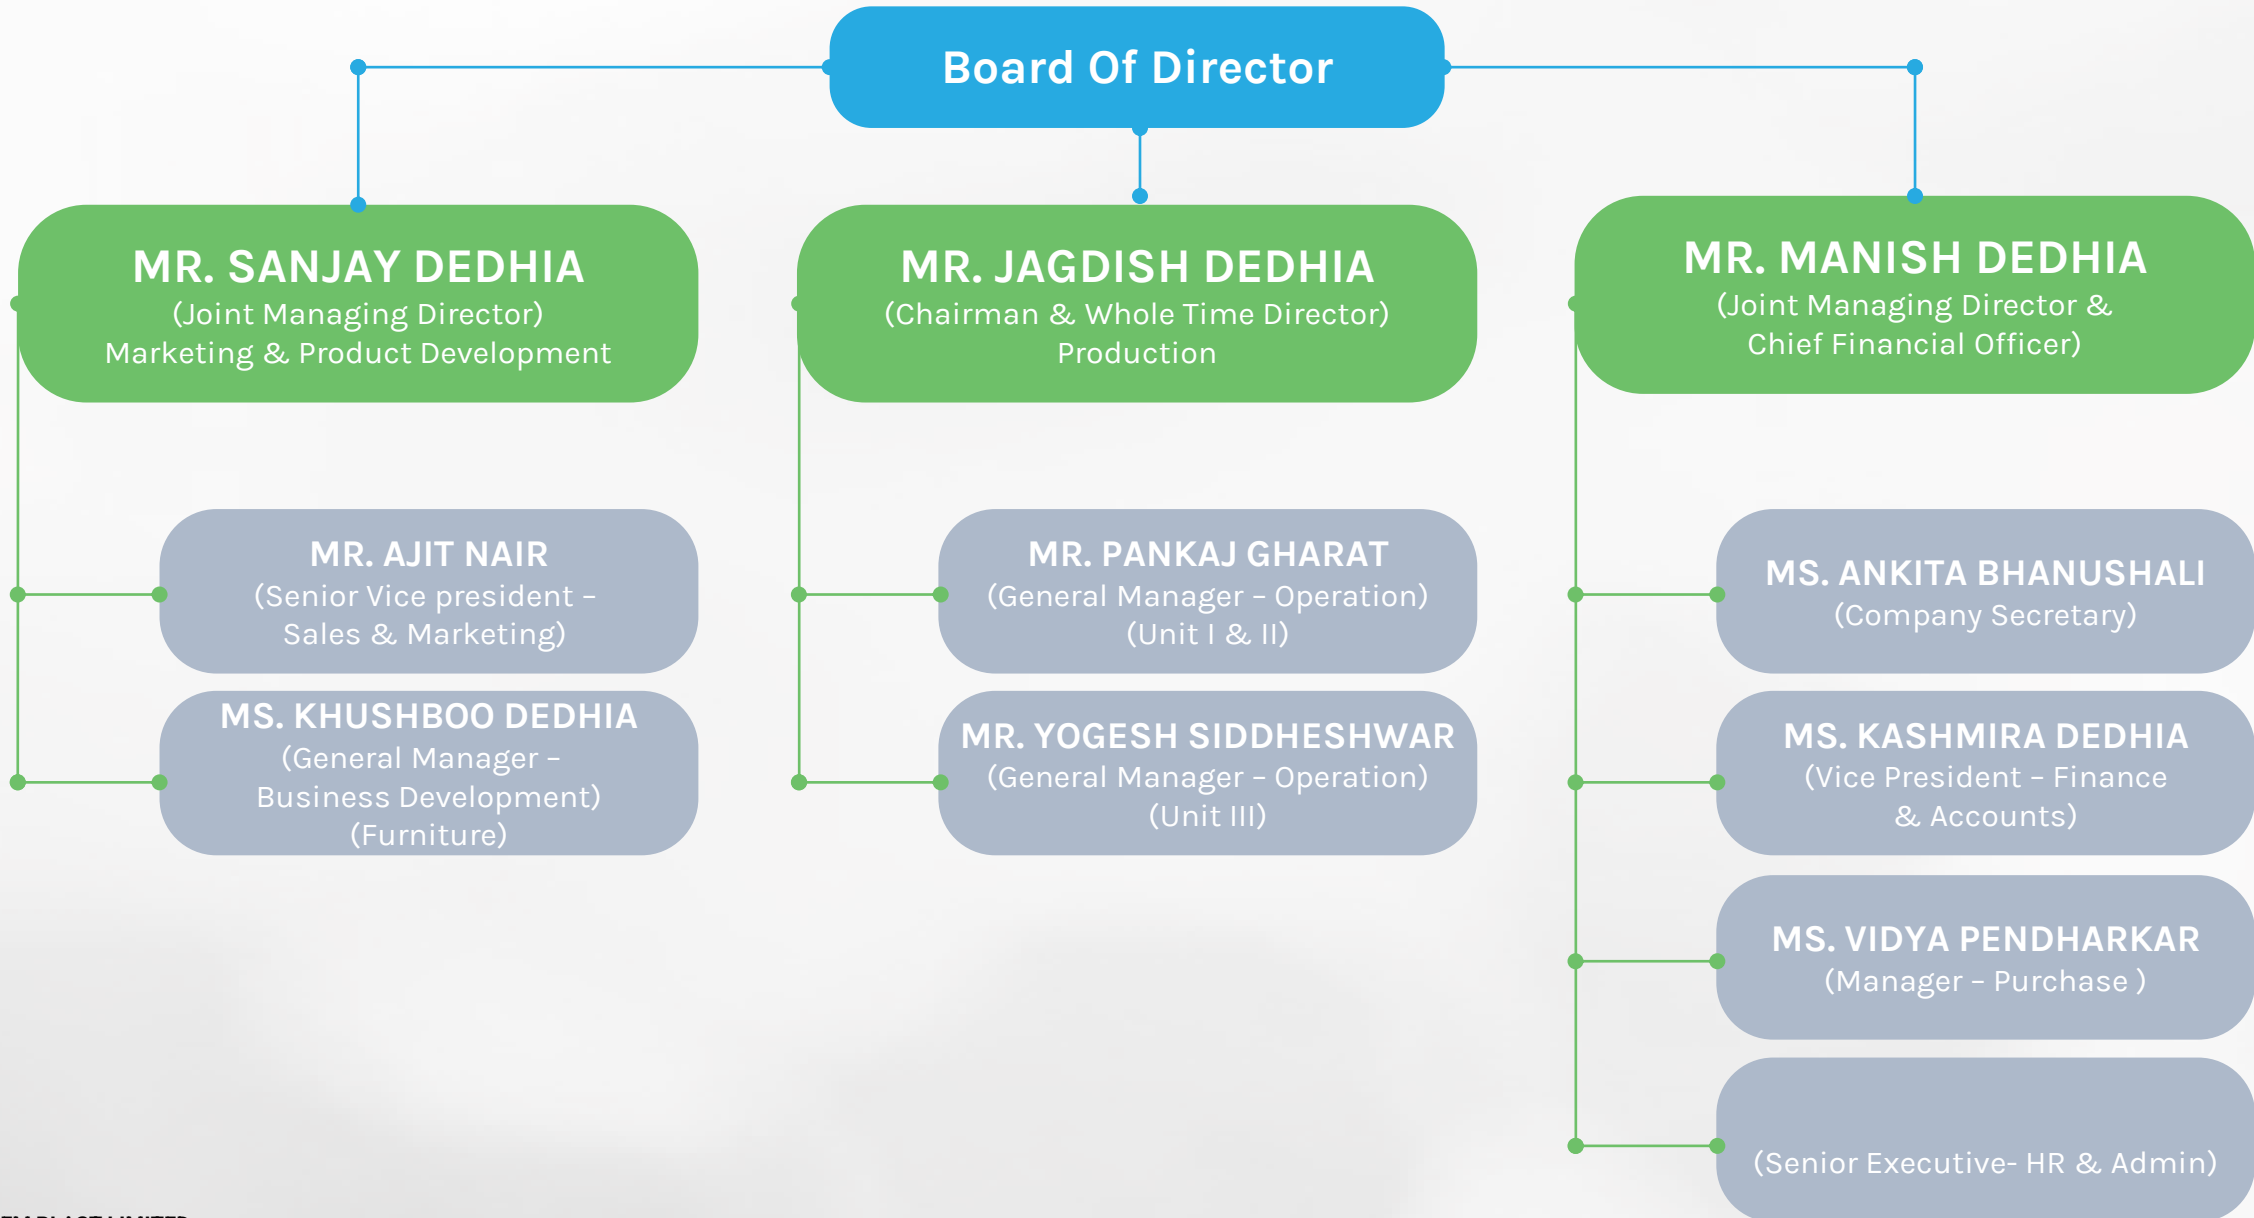 Board Of Director
MR. SANJAY DEDHIA
(Joint Managing Director)
Marketing & Product Development
MR. JAGDISH DEDHIA
(Chairman & Whole Time Director)
Production
MR. MANISH DEDHIA
(Joint Managing Director &
Chief Financial Officer)
MR. AJIT NAIR
(Senior Vice president –
Sales & Marketing)
MS. KHUSHBOO DEDHIA
(General Manager –
Business Development)
(Furniture)
MR. PANKAJ GHARAT
(General Manager – Operation)
(Unit I & II)
MR. YOGESH SIDDHESHWAR
(General Manager – Operation)
(Unit III)
MS. ANKITA BHANUSHALI
(Company Secretary)
MS. KASHMIRA DEDHIA
(Vice President – Finance
& Accounts)
MS. VIDYA PENDHARKAR
(Manager – Purchase )
(Senior Executive- HR & Admin)
LIMITED